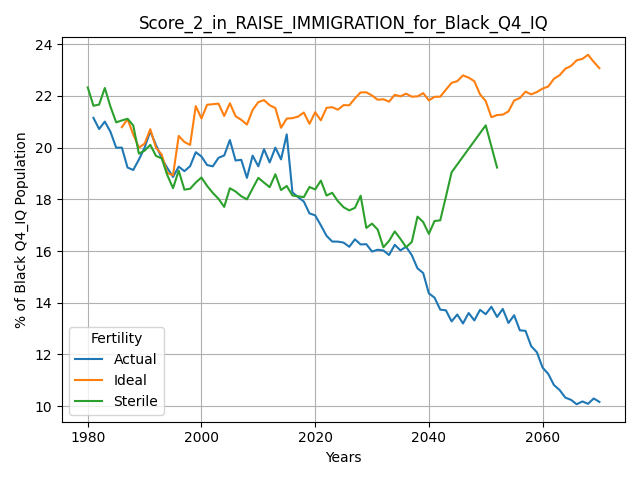 Score_2_in_RAISE_IMMIGRATION_for_Black_Q4_IQ
% of Black Q4_IQ Population
24
22
20
18
16
14
12
10
Fertility
Actual
Ideal
Sterile
1980
2000
2020
2040
2060
Years